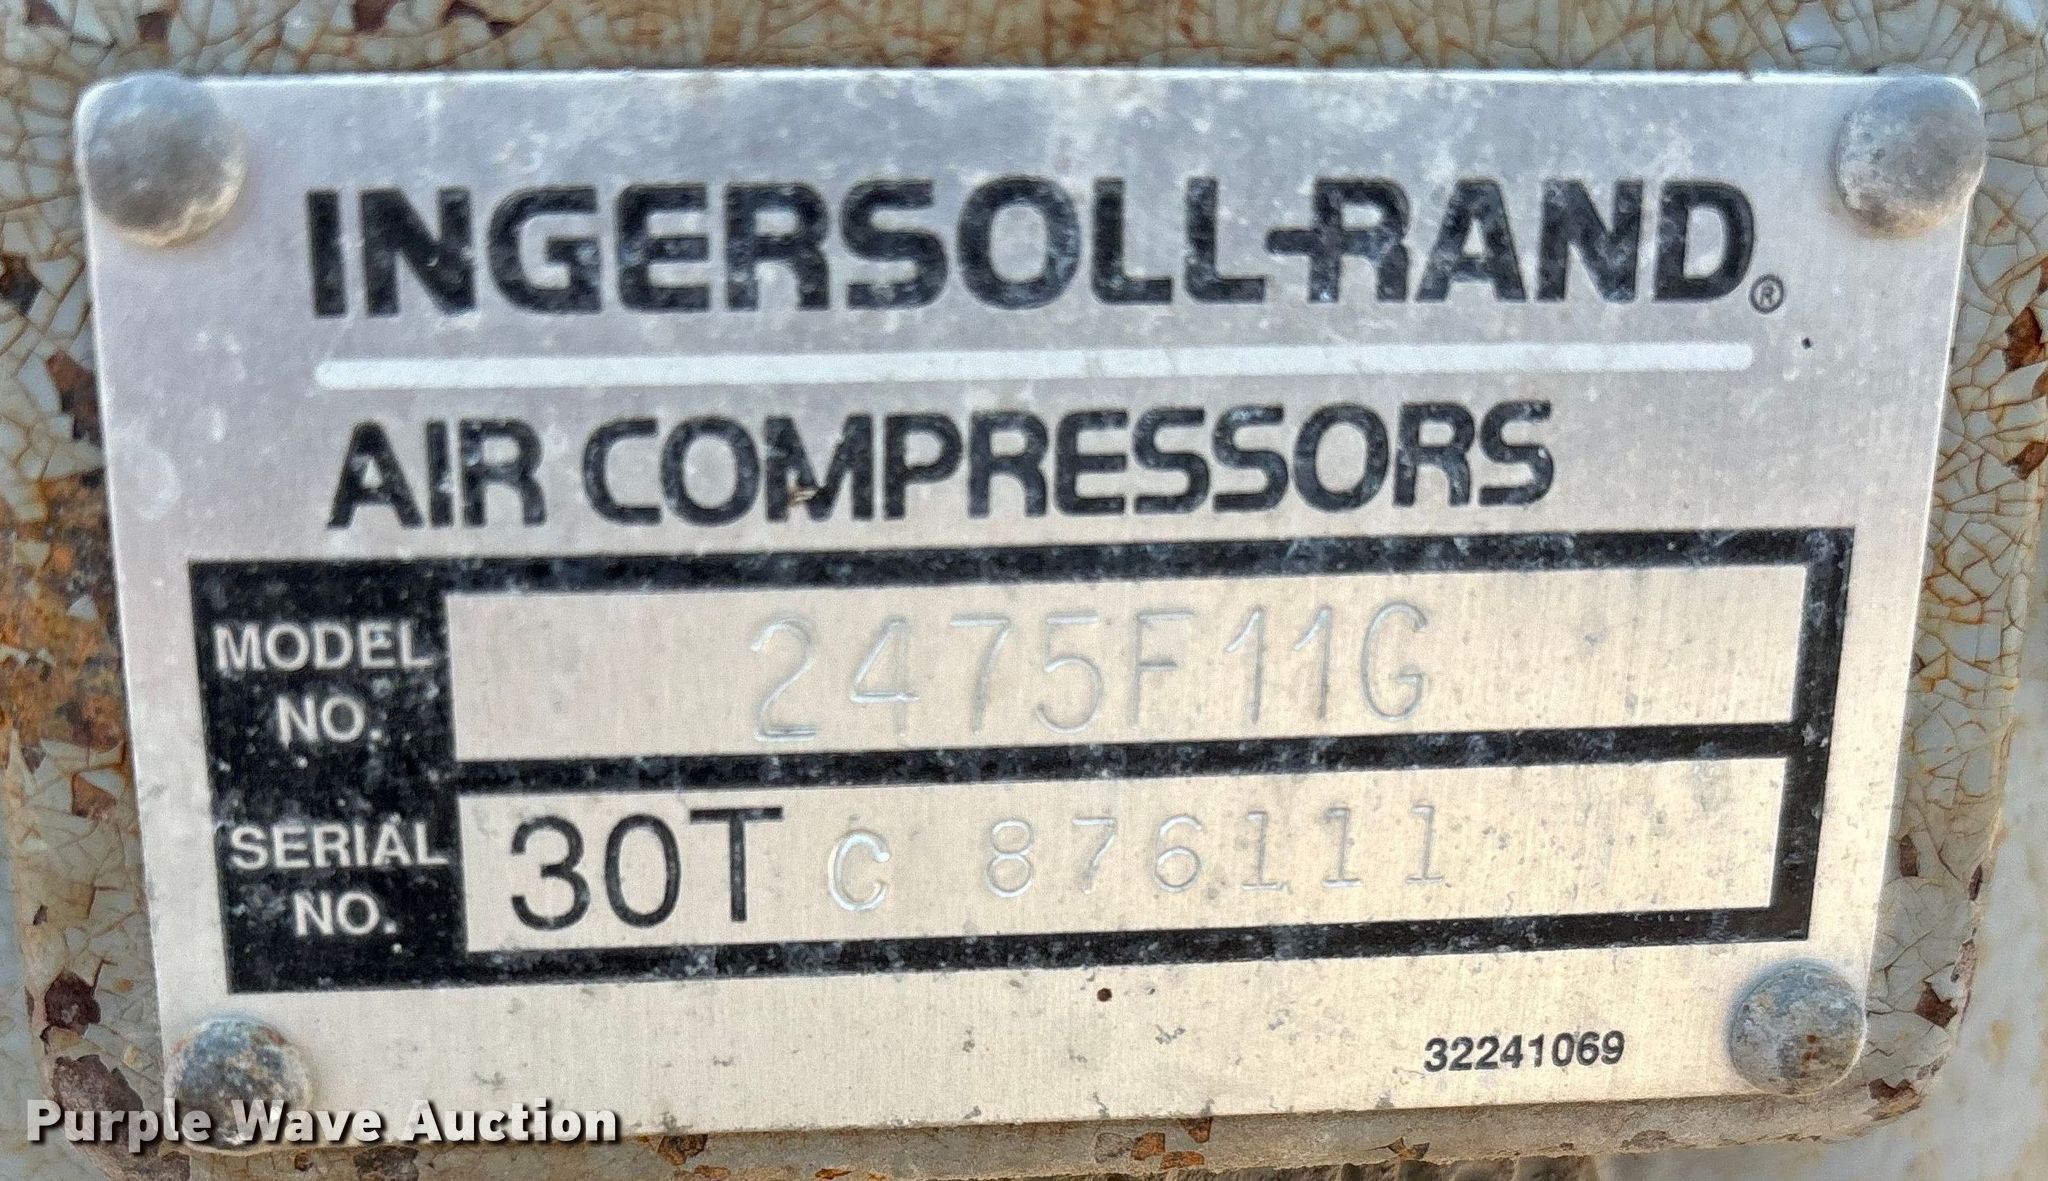 INGERSOLL-RAND®
AIR COMPRESSORS
MODEL NO. 2475F11G
SERIAL NO. 30T C 876111
32241069
Purple Wave Auction